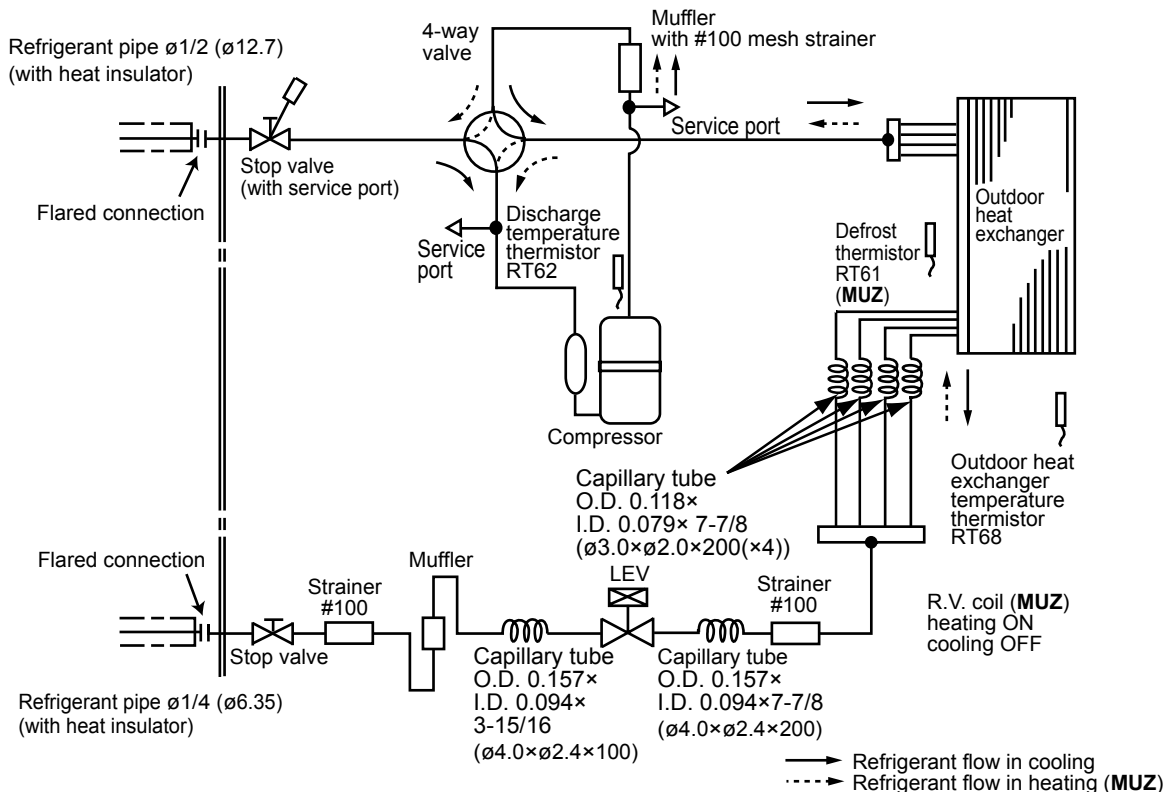 Refrigerant pipe ø1/2 (ø12.7)
(with heat insulator)
4-way
valve
Muffler
with #100 mesh strainer
Service port
Stop valve
(with service port)
Flared connection
Service
port
Discharge
temperature
thermistor
RT62
Defrost
thermistor
RT61
(MUZ)
Outdoor
heat
exchanger
Compressor
Capillary tube
O.D. 0.118×
I.D. 0.079× 7-7/8
(ø3.0×ø2.0×200(×4))
Outdoor heat
exchanger
temperature
thermistor
RT68
Flared connection
Strainer
#100
Muffler
LEV
Strainer
#100
R.V. coil (MUZ)
heating ON
cooling OFF
Stop valve
Capillary tube
O.D. 0.157×
I.D. 0.094×
3-15/16
(ø4.0×ø2.4×100)
Capillary tube
O.D. 0.157×
I.D. 0.094×7-7/8
(ø4.0×ø2.4×200)
Refrigerant pipe ø1/4 (ø6.35)
(with heat insulator)
Refrigerant flow in cooling
Refrigerant flow in heating (MUZ)